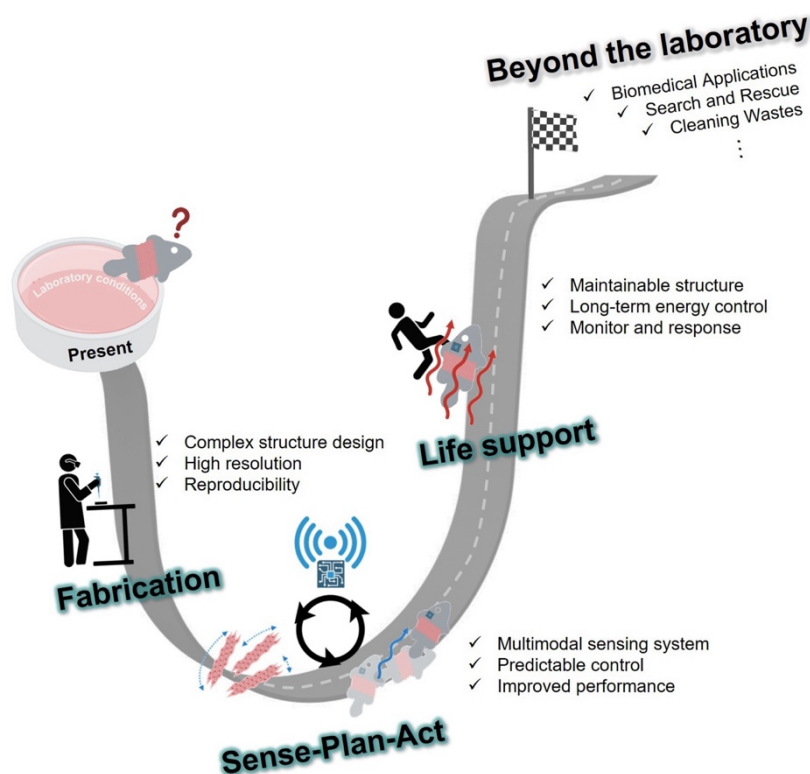 Beyond the laboratory
✓ Biomedical Applications
✓ Search and Rescue
✓ Cleaning Wastes
⋮
?
Laboratory conditions
Present
✓ Maintainable structure
✓ Long-term energy control
✓ Monitor and response
Life support
✓ Complex structure design
✓ High resolution
✓ Reproducibility
Fabrication
✓ Multimodal sensing system
✓ Predictable control
✓ Improved performance
Sense-Plan-Act